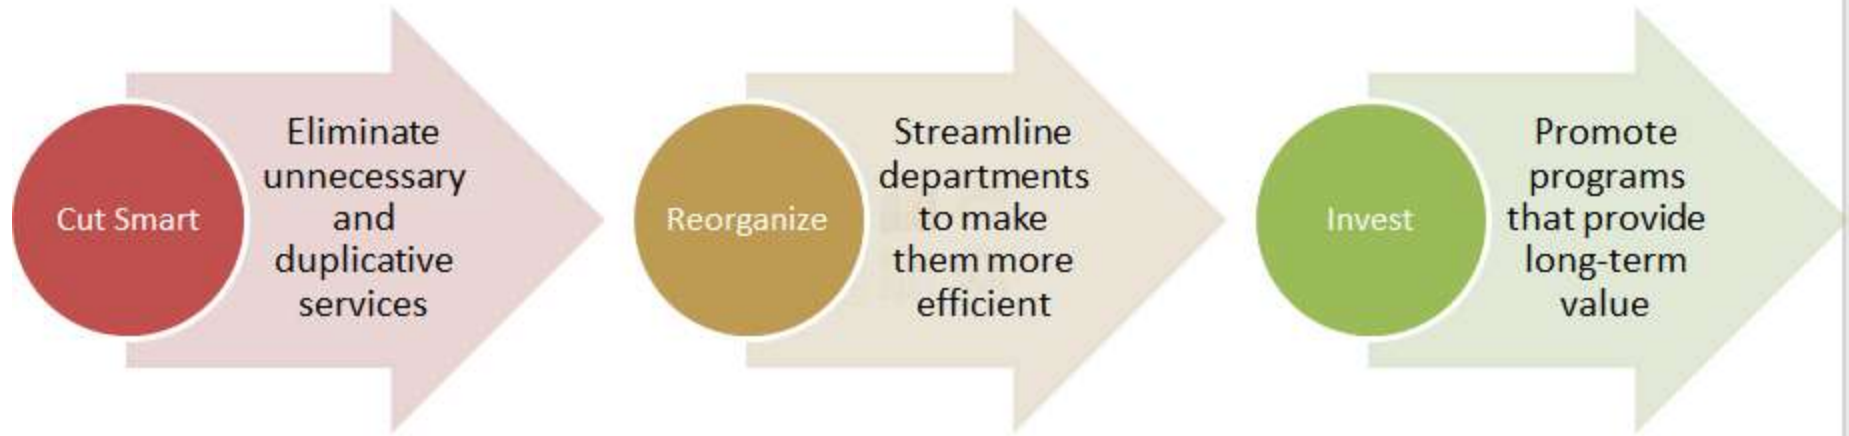 Cut Smart
Eliminate
unnecessary
and
duplicative
services
Reorganize
Streamline
departments
to make
them more
efficient
Invest
Promote
programs
that provide
long-term
value